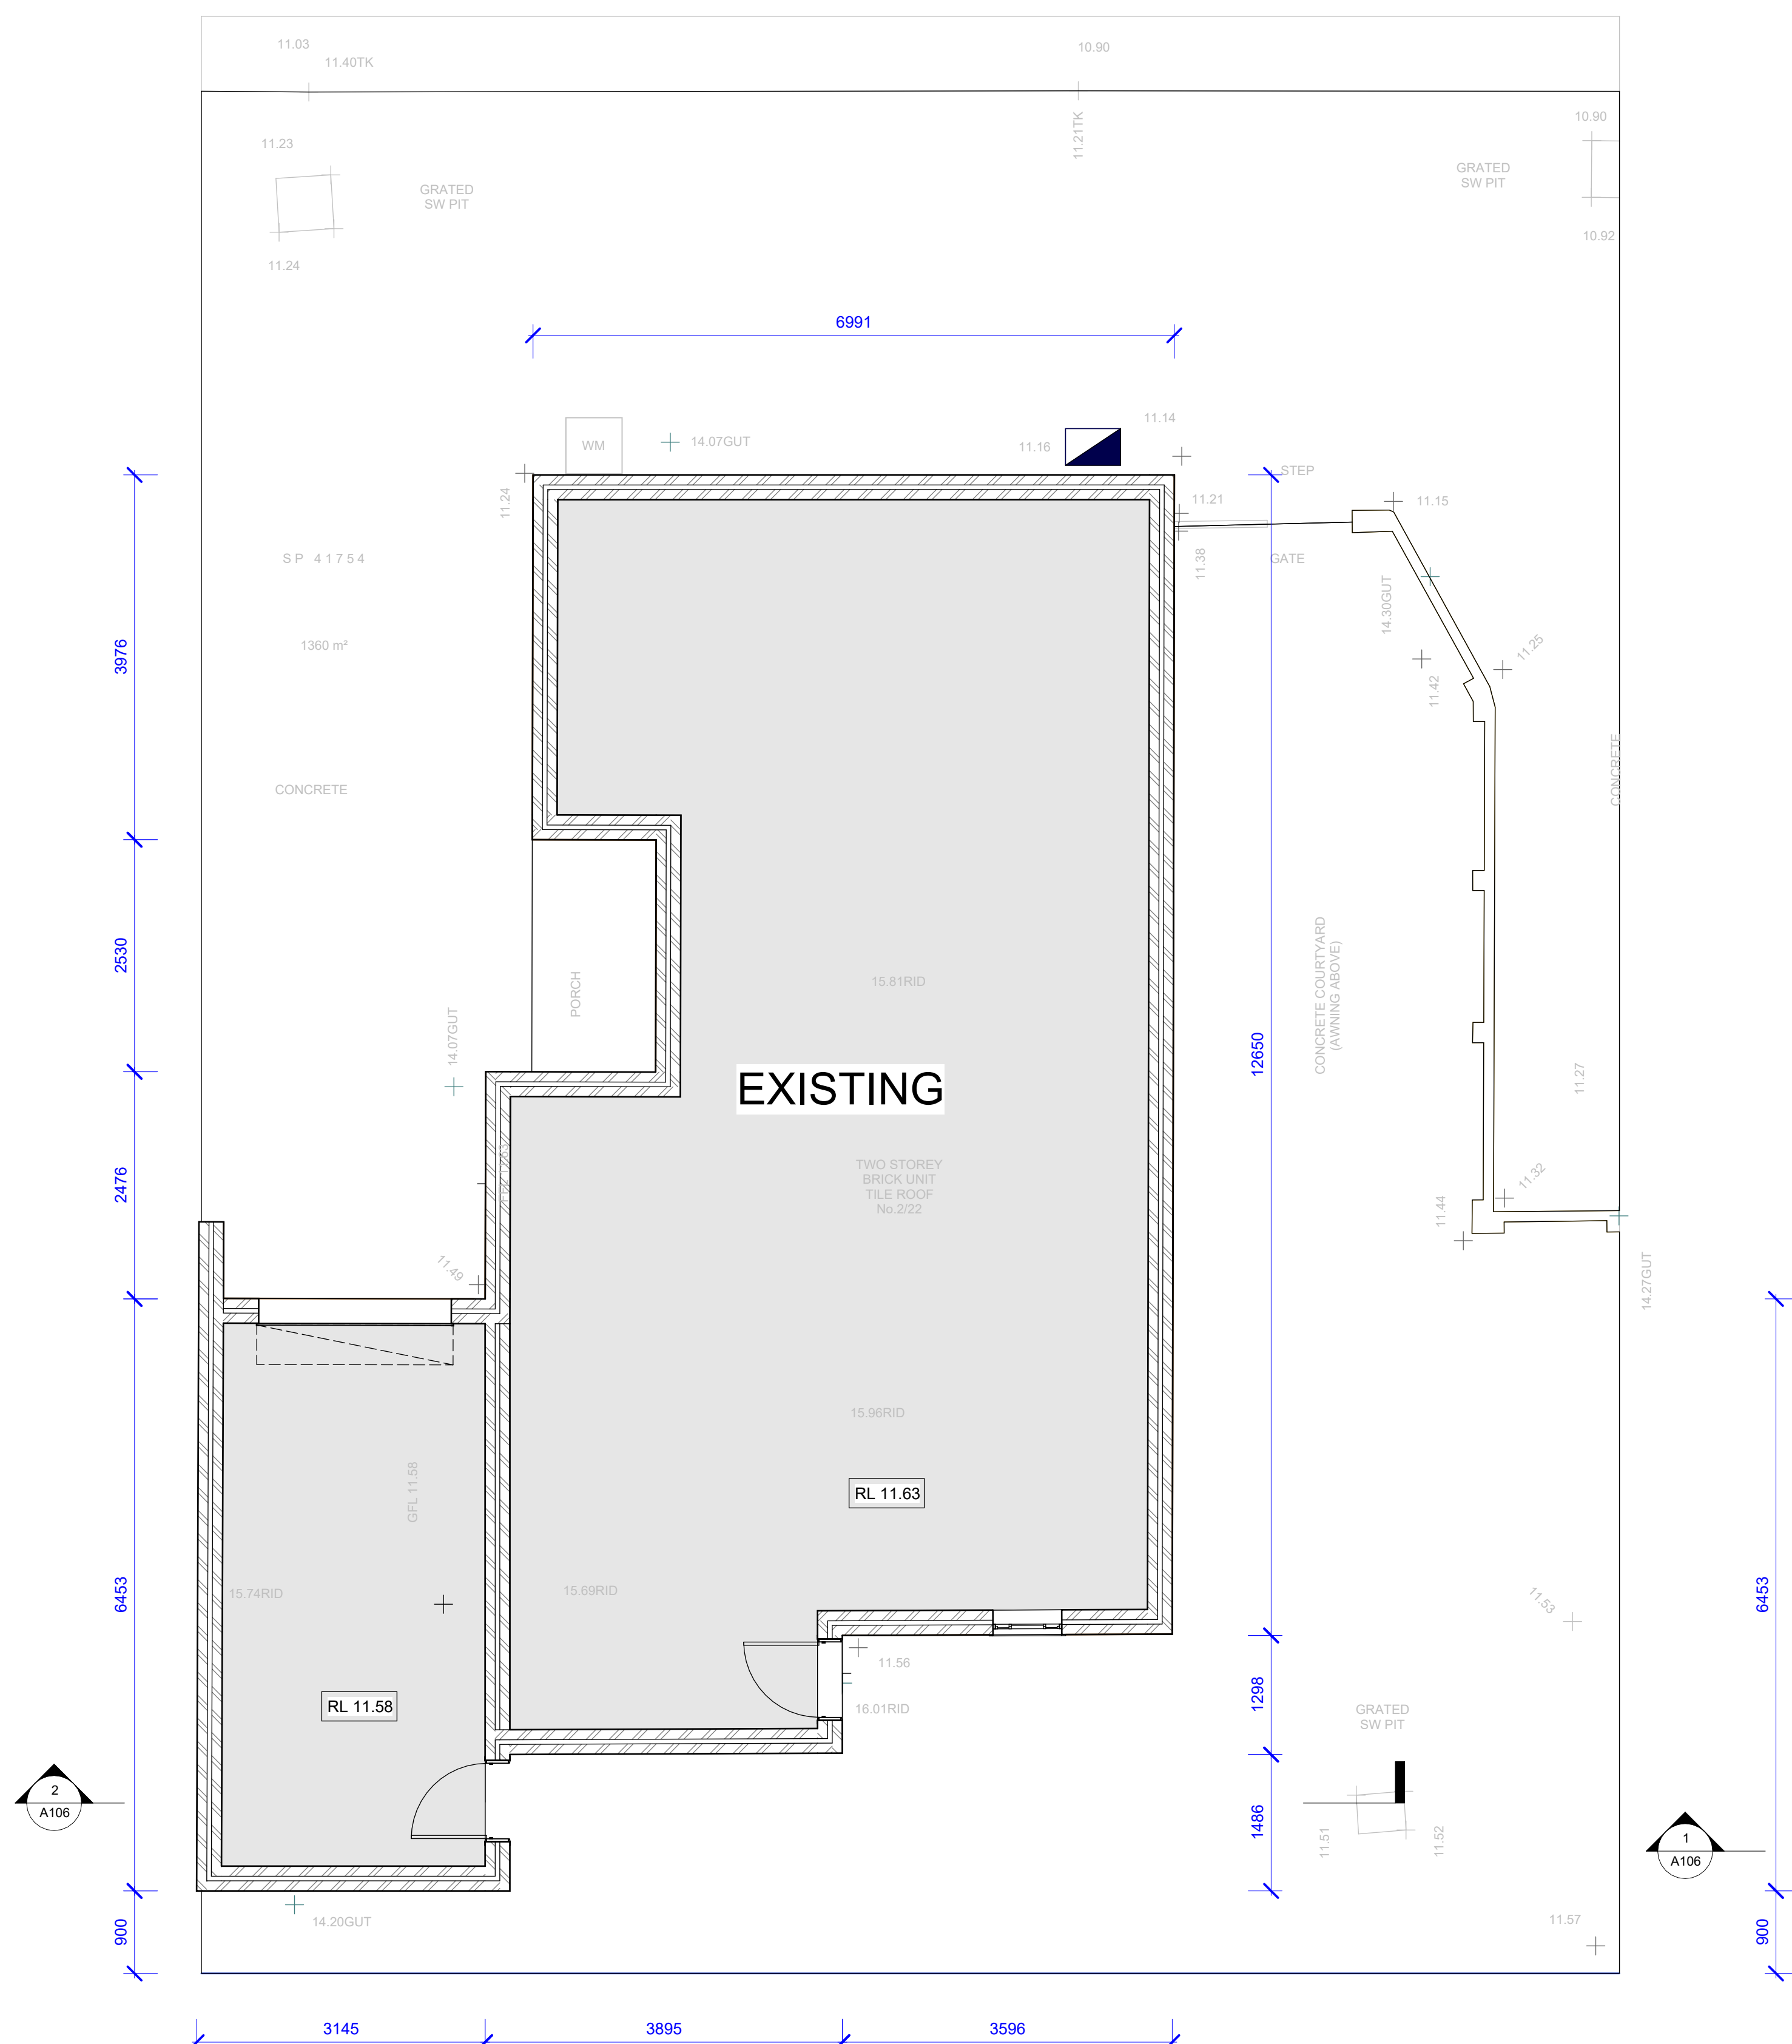 11.03
11.40TK
10.90
11.23
GRATED
SW PIT
11.21TK
GRATED
SW PIT
10.90
11.24
10.92
6991
WM
14.07GUT
11.16
11.14
STEP
11.24
11.21
11.15
SP 41754
11.38
GATE
14.30GUT
1360 m²
3976
11.25
11.42
CONCRETE
CONCRETE
2530
PORCH
15.81RID
CONCRETE COURTYARD
(AWNING ABOVE)
14.07GUT
EXISTING
12650
11.27
2476
TWO STOREY
BRICK UNIT
TILE ROOF
No.2/22
11.32
11.44
11.49
14.27GUT
15.96RID
GFL 11.58
RL 11.63
6453
15.74RID
15.69RID
11.53
6453
11.56
RL 11.58
16.01RID
1298
GRATED
SW PIT
2
A106
1486
11.51
11.52
1
A106
900
14.20GUT
11.57
900
3145
3895
3596